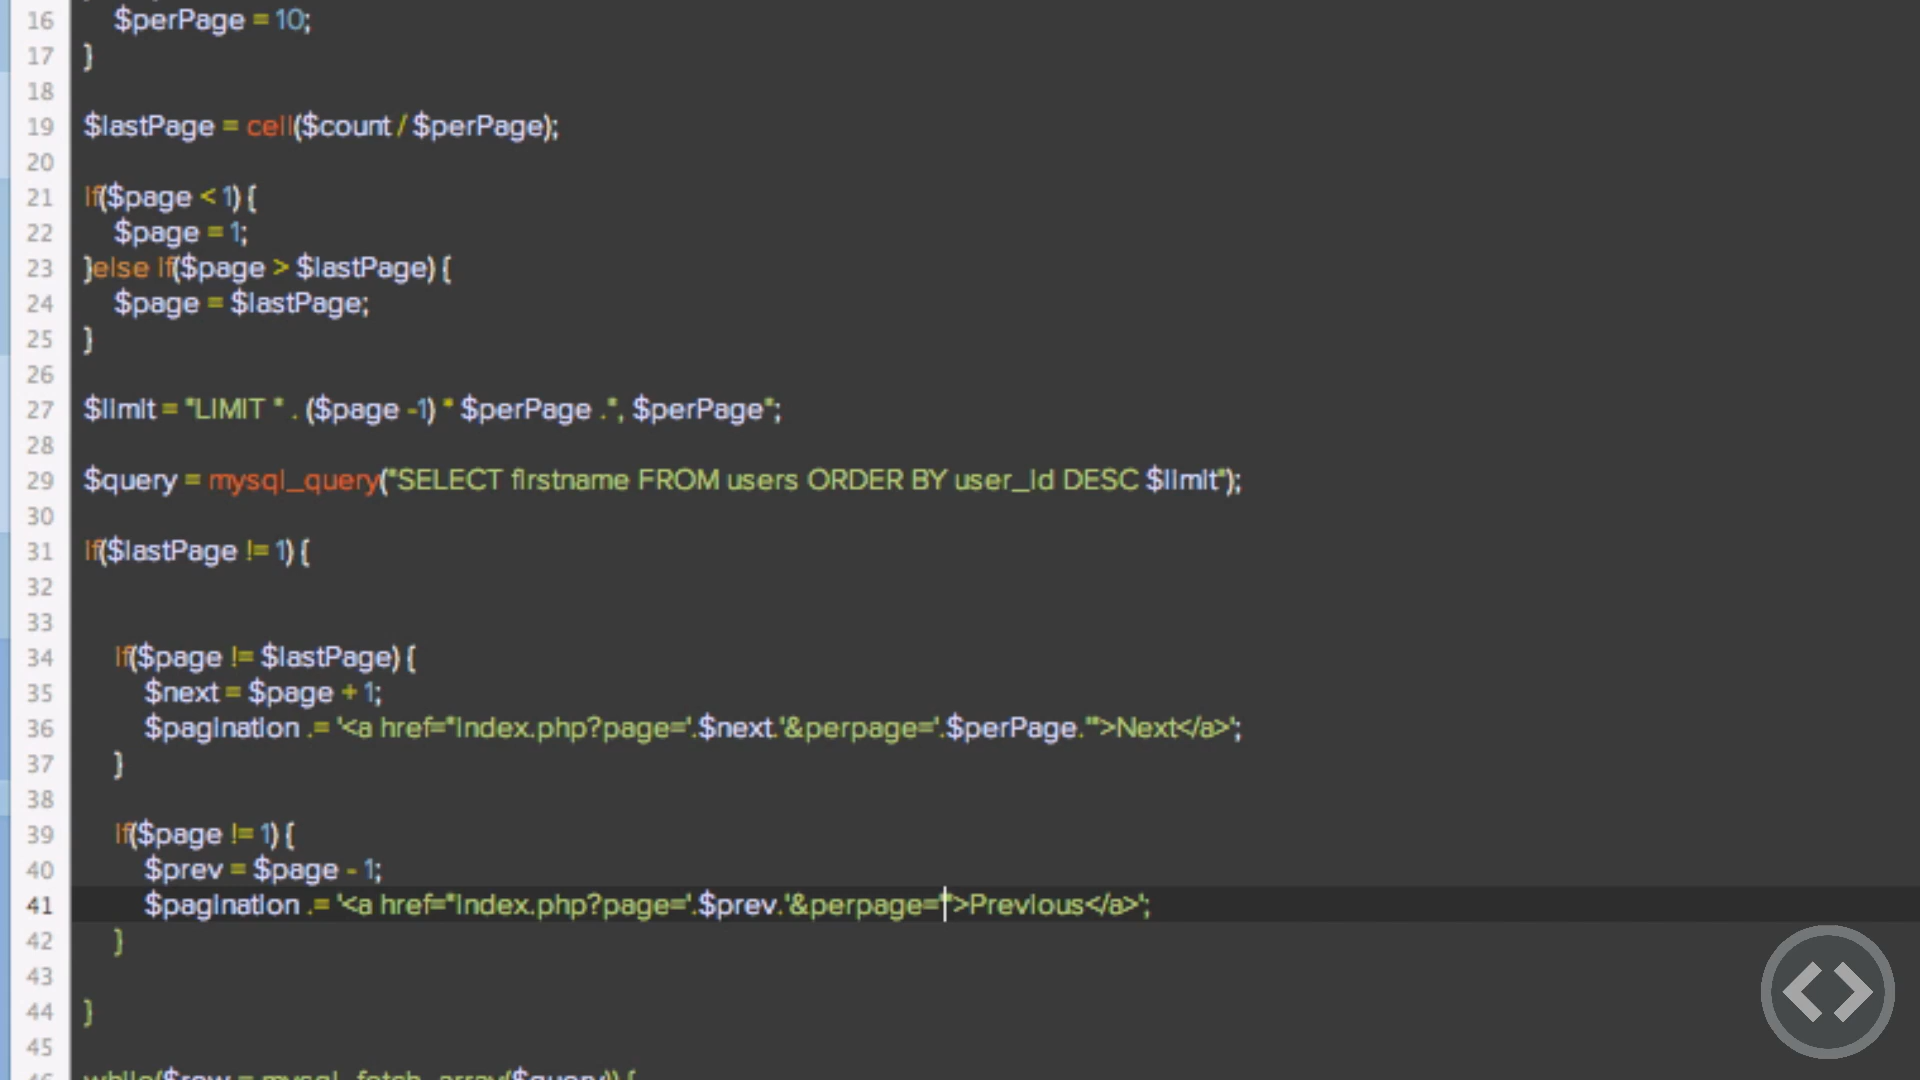 16 $perPage = 10;
17 }
18
19 $lastPage = ceil($count / $perPage);
20
21 if($page < 1) {
22 $page = 1;
23 }else if($page > $lastPage) {
24 $page = $lastPage;
25 }
26
27 $limit = "LIMIT " . ($page -1) * $perPage .", $perPage";
28
29 $query = mysql_query("SELECT firstname FROM users ORDER BY user_id DESC $limit");
30
31 if($lastPage != 1) {
32
33
34 if($page != $lastPage) {
35 $next = $page + 1;
36 $pagination .= '<a href="index.php?page='.$next.'&perpage='.$perPage.'">Next</a>';
37 }
38
39 if($page != 1) {
40 $prev = $page - 1;
41 $pagination .= '<a href="index.php?page='.$prev.'&perpage='">Previous</a>';
42 }
43
44 }
45
46 while($row = mysql_fetch_array($query)) {